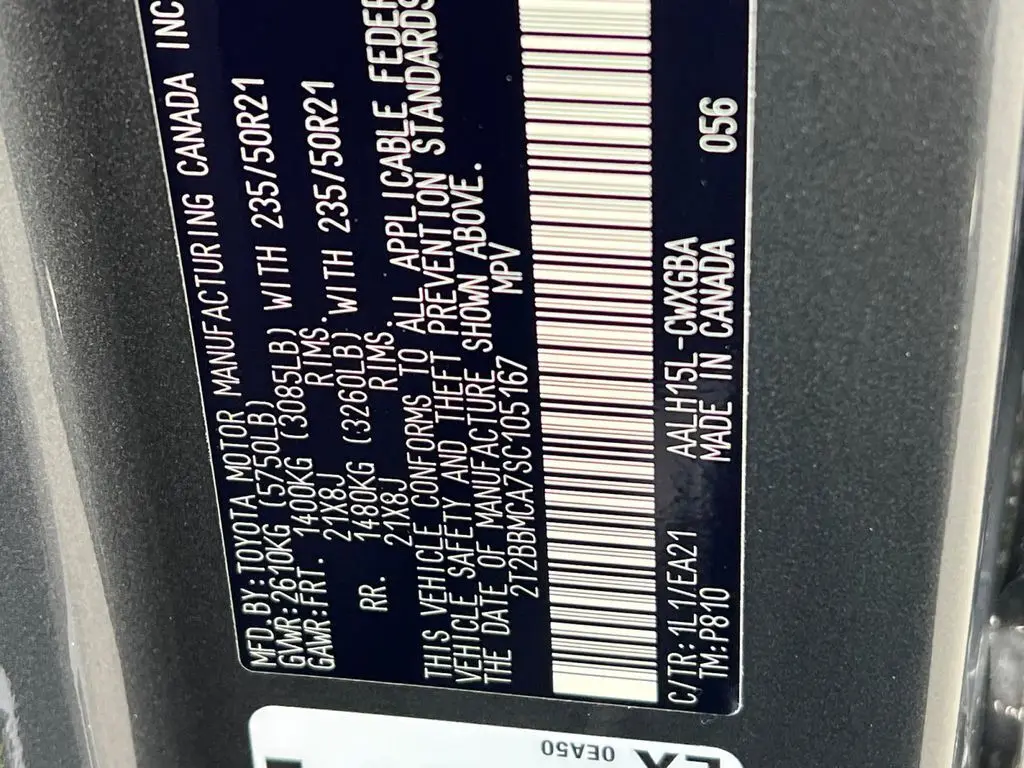 MFD.BY:TOYOTA MOTOR MANUFACTURING CANADA INC
GVWR:2610KG (5750LB)
GAWR:FRT. 1400KG (3085LB) WITH 235/50R21
21X8J RIMS.
RR. 1480KG (3260LB) WITH 235/50R21
21X8J RIMS.
THIS VEHICLE CONFORMS TO ALL APPLICABLE FEDER
VEHICLE SAFETY AND THEFT PREVENTION STANDARDS
THE DATE OF MANUFACTURE SHOWN ABOVE.
2T2BBMCA7SC105167 MPV
C/TR:1L1/EA21 AALH15L-CWXGBA 056
TM:P810 MADE IN CANADA
0EA50